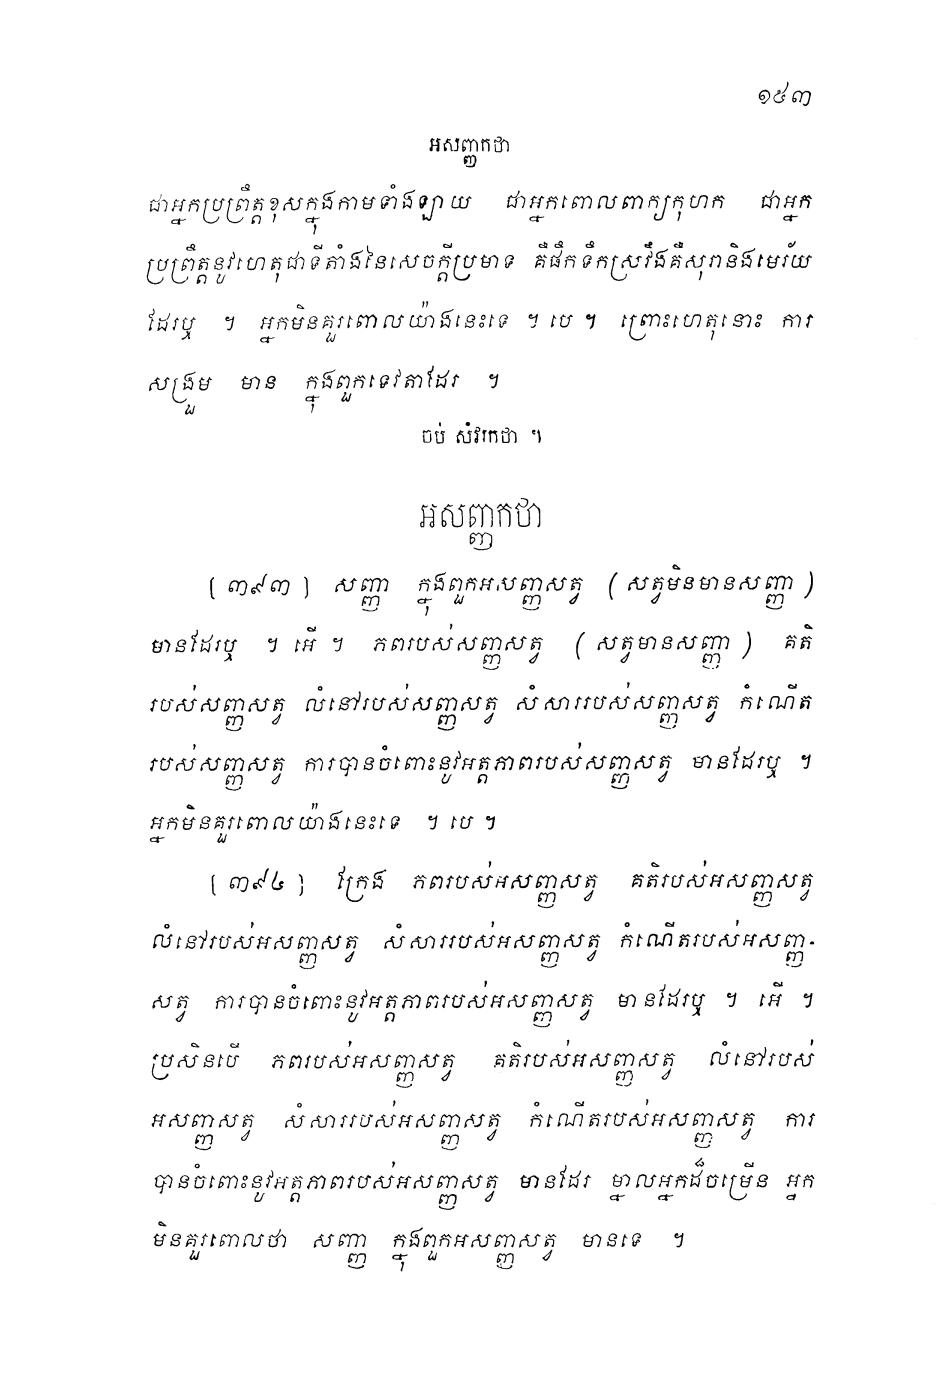 ១៥៣
អសញ្ញកថា
ជាអ្នកប្រព្រឹត្តខុសក្នុងកាមទាំងឡាយ ជាអ្នកពោលពាក្យកុហក ជាអ្នក
ប្រព្រឹត្តនូវហេតុជាទីតាំងនៃសេចក្តីប្រមាទ គឺផឹកទឹកស្រវឹងគឺសុរានិងមេរ័យ
ដែរឬ ។ អ្នកមិនគួរពោលយ៉ាងនេះទេ ។ បេ ។ ព្រោះហេតុនោះ ការ
សង្រួម មាន ក្នុងពួកទេវតាដែរ ។
ចប់ សំវរកថា ។
អសញ្ញកថា
[ ៣៩៣ ] សញ្ញា ក្នុងពួកអសញ្ញសត្វ ( សត្វមិនមានសញ្ញា )
មានដែរឬ ។ អើ ។ ភពរបស់សញ្ញសត្វ ( សត្វមានសញ្ញា ) គតិ
របស់សញ្ញសត្វ លំនៅរបស់សញ្ញសត្វ សំសាររបស់សញ្ញសត្វ កំណើត
របស់សញ្ញសត្វ ការបានចំពោះនូវអត្តភាពរបស់សញ្ញសត្វ មានដែរឬ ។
អ្នកមិនគួរពោលយ៉ាងនេះទេ ។ បេ ។
[ ៣៩៤ ] ក្រែង ភពរបស់អសញ្ញសត្វ គតិរបស់អសញ្ញសត្វ
លំនៅរបស់អសញ្ញសត្វ សំសាររបស់អសញ្ញសត្វ កំណើតរបស់អសញ្ញ-
សត្វ ការបានចំពោះនូវអត្តភាពរបស់អសញ្ញសត្វ មានដែរឬ ។ អើ ។
ប្រសិនបើ ភពរបស់អសញ្ញសត្វ គតិរបស់អសញ្ញសត្វ លំនៅរបស់
អសញ្ញសត្វ សំសាររបស់អសញ្ញសត្វ កំណើតរបស់អសញ្ញសត្វ ការ
បានចំពោះនូវអត្តភាពរបស់អសញ្ញសត្វ មានដែរ ម្នាលអ្នកដ៏ចម្រើន អ្នក
មិនគួរពោលថា សញ្ញា ក្នុងពួកអសញ្ញសត្វ មានទេ ។